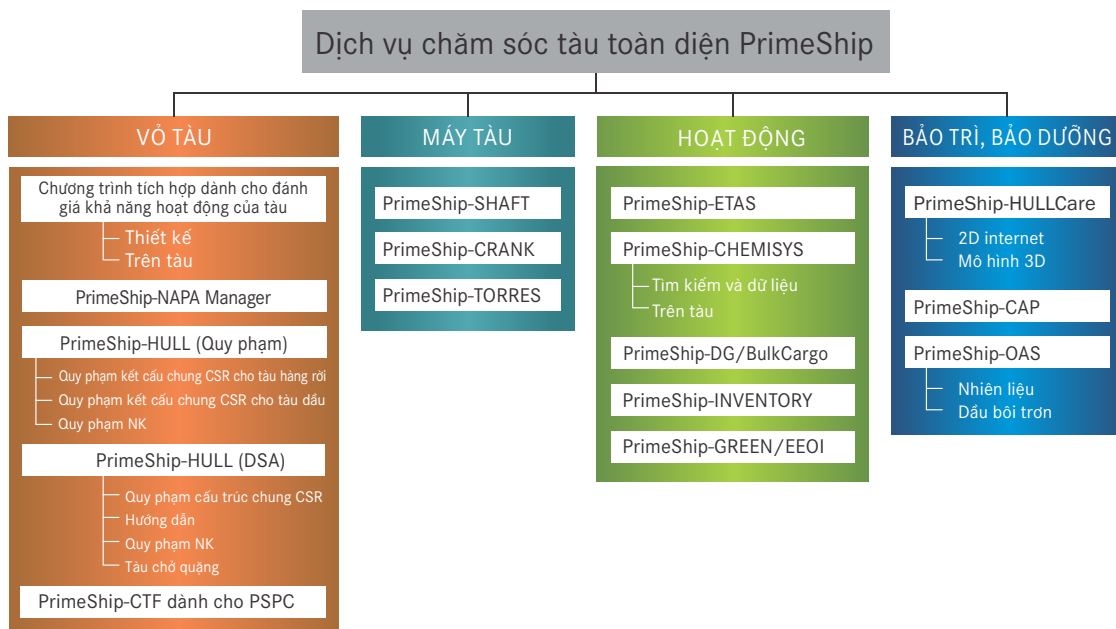 Dịch vụ chăm sóc tàu toàn diện PrimeShip
VỎ TÀU
Chương trình tích hợp dành cho đánh
giá khả năng hoạt động của tàu
Thiết kế
Trên tàu
PrimeShip-NAPA Manager
PrimeShip-HULL (Quy phạm)
Quy phạm kết cấu chung CSR cho tàu hàng rời
Quy phạm kết cấu chung CSR cho tàu dầu
Quy phạm NK
PrimeShip-HULL (DSA)
Quy phạm cấu trúc chung CSR
Hướng dẫn
Quy phạm NK
Tàu chở quặng
PrimeShip-CTF dành cho PSPC
MÁY TÀU
PrimeShip-SHAFT
PrimeShip-CRANK
PrimeShip-TORRES
HOẠT ĐỘNG
PrimeShip-ETAS
PrimeShip-CHEMISYS
Tìm kiếm và dữ liệu
Trên tàu
PrimeShip-DG/BulkCargo
PrimeShip-INVENTORY
PrimeShip-GREEN/EEOI
BẢO TRÌ, BẢO DƯỠNG
PrimeShip-HULLCare
2D internet
Mô hình 3D
PrimeShip-CAP
PrimeShip-OAS
Nhiên liệu
Dầu bôi trơn